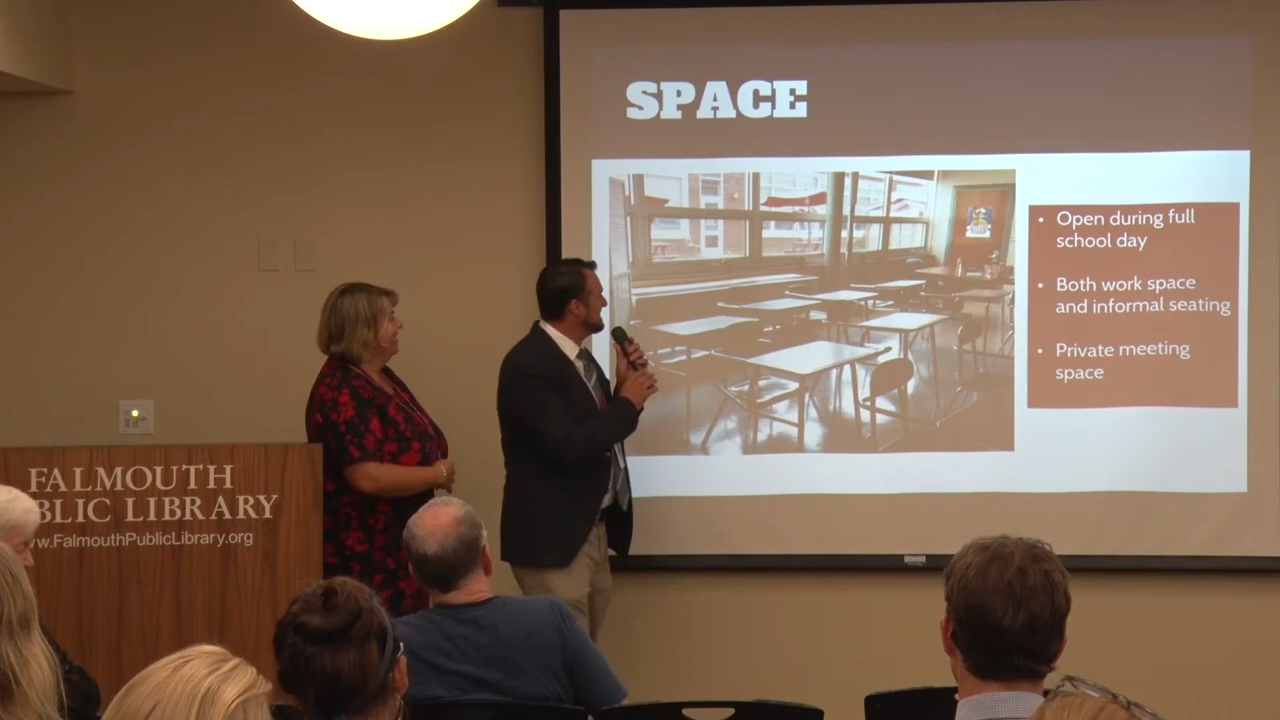 SPACE
• Open during full
school day
• Both work space
and informal seating
• Private meeting
space
FALMOUTH
BLIC LIBRARY
w.FalmouthPublicLibrary.org